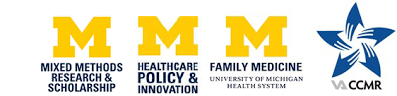 M
MIXED METHODS
RESEARCH &
SCHOLARSHIP
M
HEALTHCARE
POLICY &
INNOVATION
M
FAMILY MEDICINE
UNIVERSITY OF MICHIGAN
HEALTH SYSTEM
VA CCMR